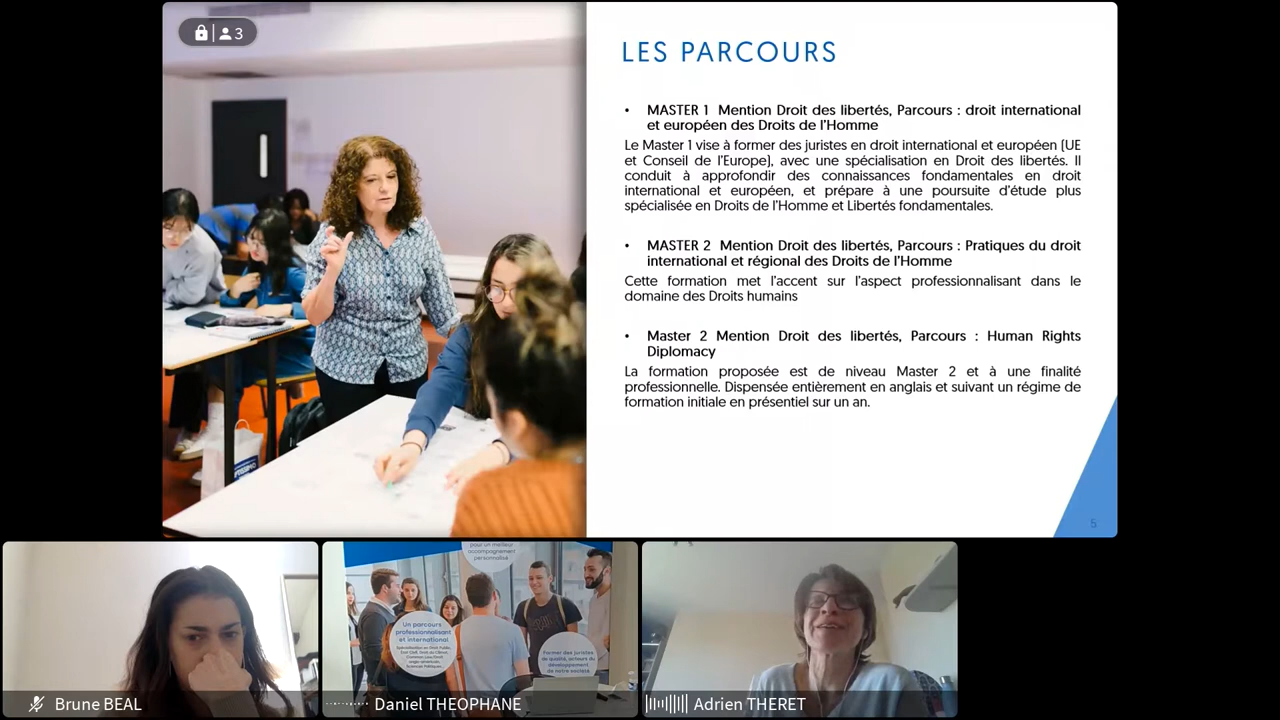 3
LES PARCOURS
• MASTER 1 Mention Droit des libertés, Parcours : droit international
et européen des Droits de l'Homme
Le Master 1 vise à former des juristes en droit international et européen (UE
et Conseil de l'Europe), avec une spécialisation en Droit des libertés. Il
conduit à approfondir des connaissances fondamentales en droit
international et européen, et prépare à une poursuite d'étude plus
spécialisée en Droits de l'Homme et Libertés fondamentales.
• MASTER 2 Mention Droit des libertés, Parcours : Pratiques du droit
international et régional des Droits de l'Homme
Cette formation met l'accent sur l'aspect professionnalisant dans le
domaine des Droits humains
• Master 2 Mention Droit des libertés, Parcours : Human Rights
Diplomacy
La formation proposée est de niveau Master 2 et à une finalité
professionnelle. Dispensée entièrement en anglais et suivant un régime de
formation initiale en présentiel sur un an.
5
pour un meilleur
accompagnement
personnalisé
Un parcours
professionnalisant
et international
Former des juristes
de qualité, acteurs du
développement
de notre société
Brune BEAL
Daniel THEOPHANE
Adrien THERET